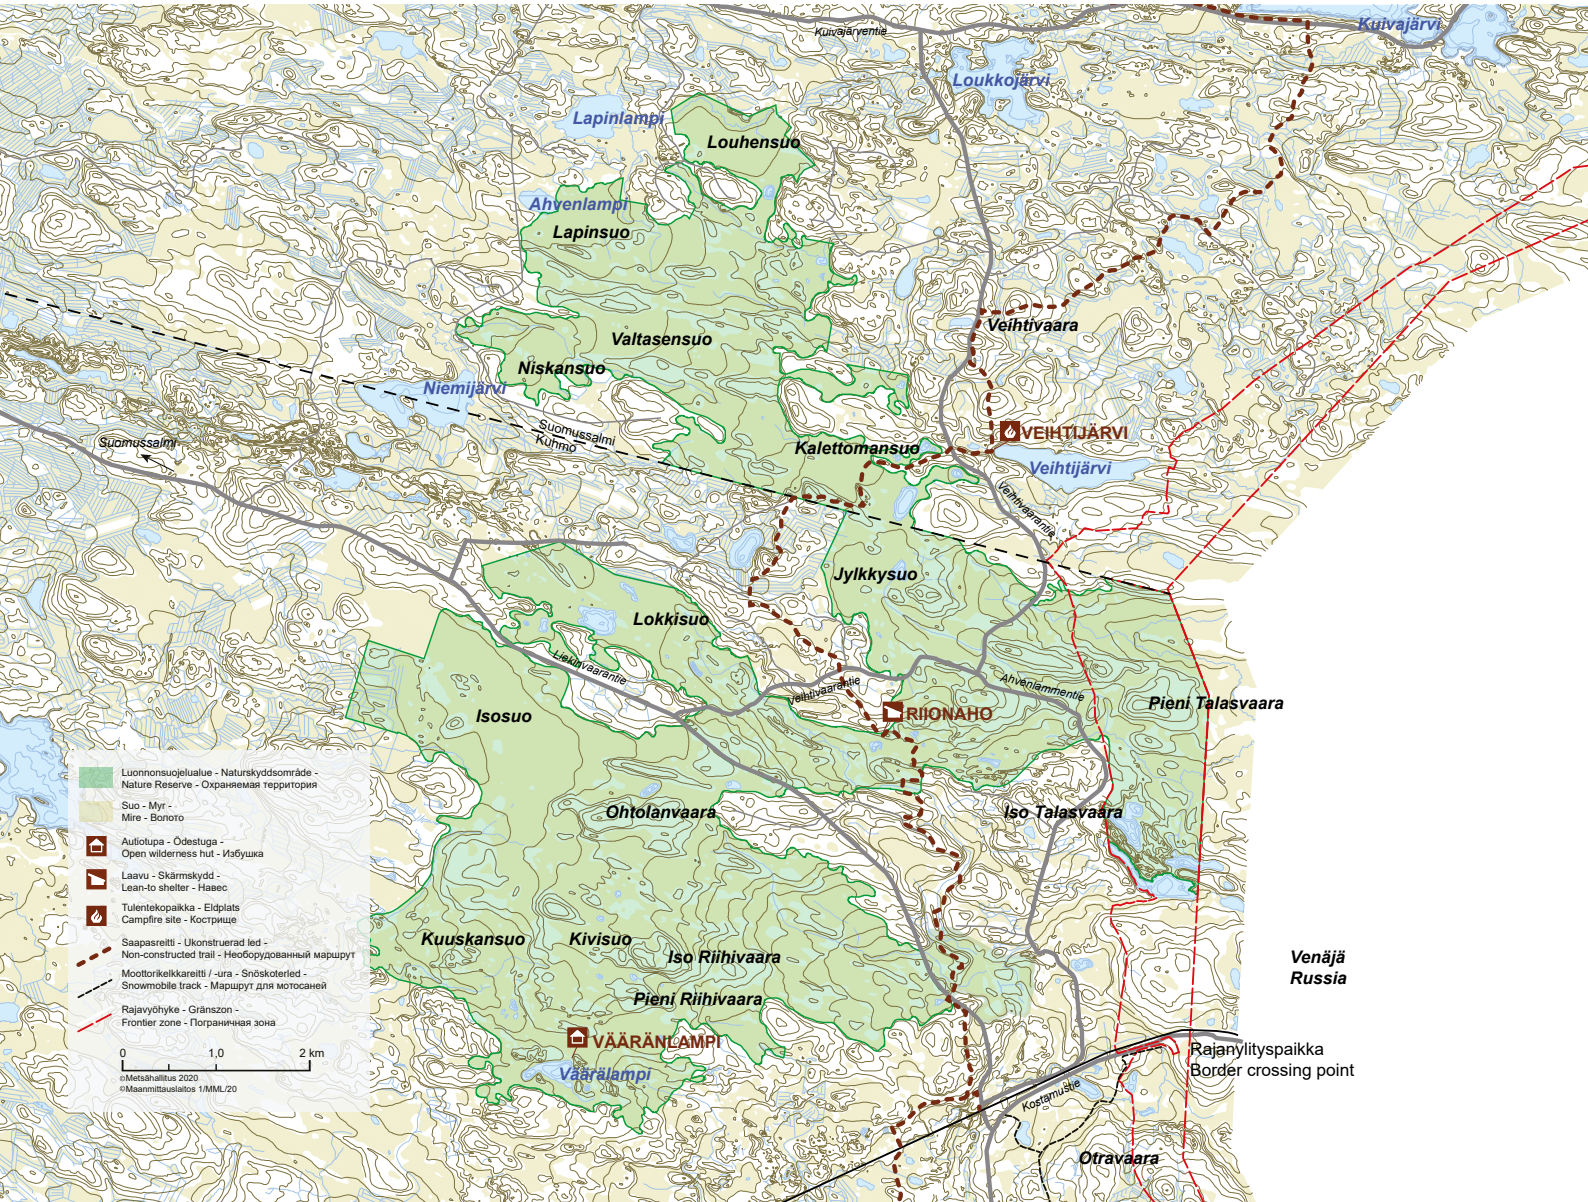 Kuivajärventie
Kuivajärvi
Loukkojärvi
Lapinlampi
Louhensuo
Ahvenlampi
Lapinsuo
Veihtivaara
Valtasensuo
Niskansuo
Niemijärvi
Suomussalmi
Kuhmo
Suomussalmi
VEIHTIJÄRVI
Kalettomansuo
Veihtijärvi
Veihtivaarantie
Jylkkysuo
Lokkisuo
Liekinvaarantie
Veihtivaarantie
Ahvenlammentie
Pieni Talasvaara
Isosuo
RIIONAHO
Ohtolanvaara
Iso Talasvaara
Kuuskansuo
Kivisuo
Iso Riihivaara
Pieni Riihivaara
VÄÄRÄNLAMPI
Väärälampi
Venäjä
Russia
Rajanylityspaikka
Border crossing point
Kostamustie
Otravaara
Luonnonsuojelualue - Naturskyddsområde -
Nature Reserve - Охраняемая территория
Suo - Myr -
Mire - Волото
Autiotupa - Ödestuga -
Open wilderness hut - Избушка
Laavu - Skärmskydd -
Lean-to shelter - Навес
Tulentekopaikka - Eldplats
Campfire site - Кострище
Saapasreitti - Ukonstruerad led -
Non-constructed trail - Необорудованный маршрут
Moottorikelkkareitti / -ura - Snöskoterled -
Snowmobile track - Маршрут для мотосаней
Rajavyöhyke - Gränszon -
Frontier zone - Пограничная зона
0 1,0 2 km
©Metsähallitus 2020
©Maanmittauslaitos 1/MML/20